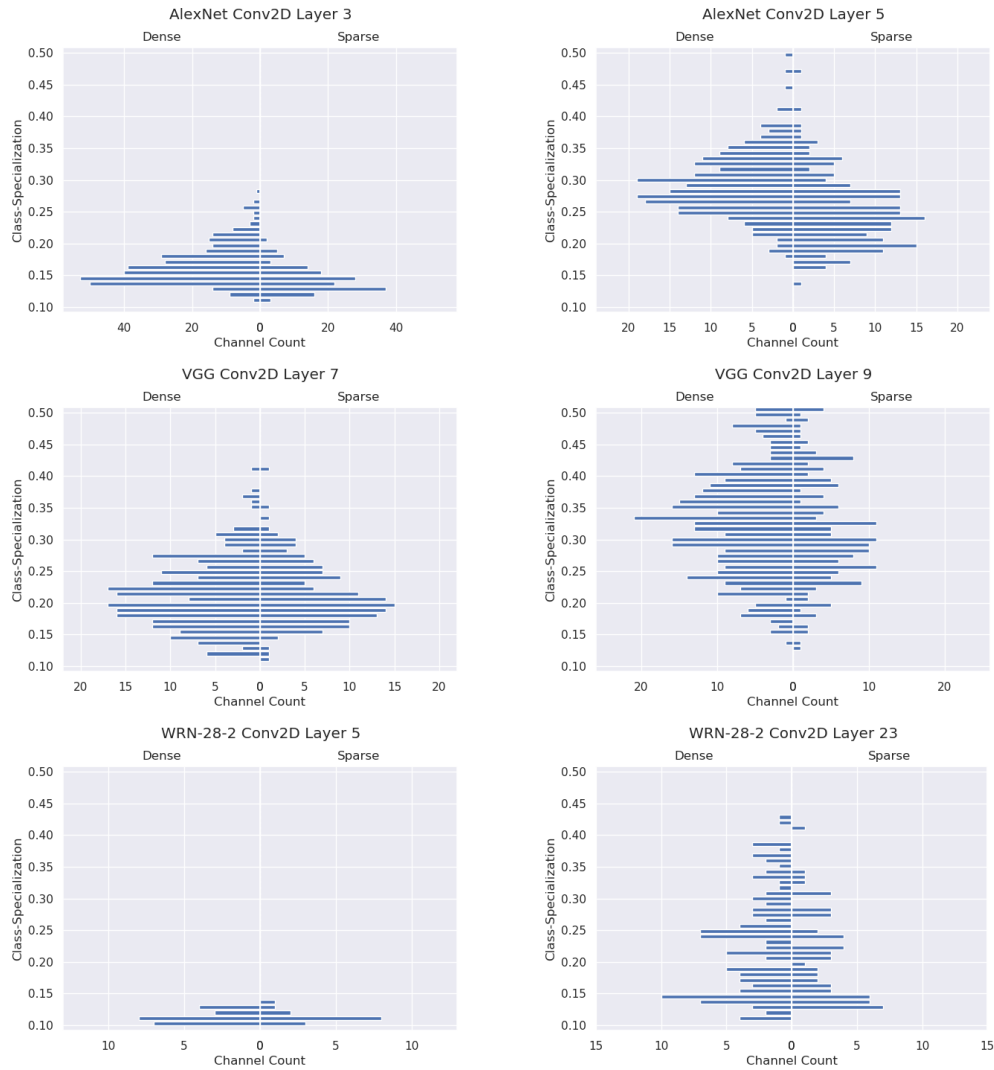 AlexNet Conv2D Layer 3
Dense Sparse
0.50
0.45
0.40
0.35
0.30
0.25
0.20
0.15
0.10
Class-Specialization
40 20 0 0 20 40
Channel Count
AlexNet Conv2D Layer 5
Dense Sparse
0.50
0.45
0.40
0.35
0.30
0.25
0.20
0.15
0.10
Class-Specialization
20 15 10 5 0 0 5 10 15 20
Channel Count
VGG Conv2D Layer 7
Dense Sparse
0.50
0.45
0.40
0.35
0.30
0.25
0.20
0.15
0.10
Class-Specialization
20 15 10 5 0 0 5 10 15 20
Channel Count
VGG Conv2D Layer 9
Dense Sparse
0.50
0.45
0.40
0.35
0.30
0.25
0.20
0.15
0.10
Class-Specialization
20 10 0 0 10 20
Channel Count
WRN-28-2 Conv2D Layer 5
Dense Sparse
0.50
0.45
0.40
0.35
0.30
0.25
0.20
0.15
0.10
Class-Specialization
10 5 0 0 5 10
Channel Count
WRN-28-2 Conv2D Layer 23
Dense Sparse
0.50
0.45
0.40
0.35
0.30
0.25
0.20
0.15
0.10
Class-Specialization
15 10 5 0 0 5 10 15
Channel Count